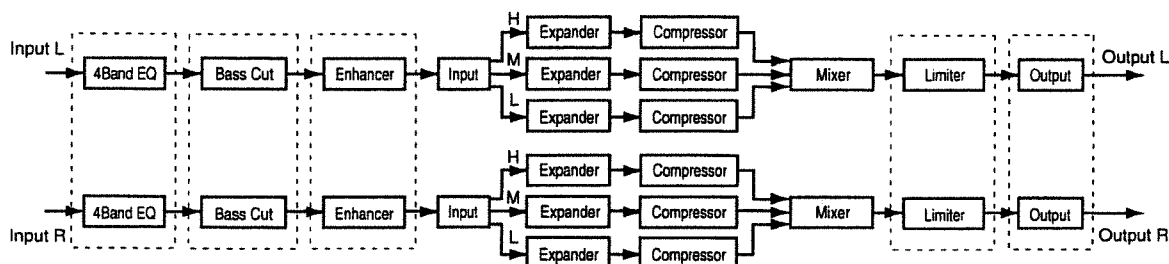 H
Expander
Compressor
Input L
4Band EQ
Bass Cut
Enhancer
Input
M
Expander
Compressor
Mixer
Limiter
Output
Output L
L
Expander
Compressor
H
Expander
Compressor
4Band EQ
Bass Cut
Enhancer
Input
M
Expander
Compressor
Mixer
Limiter
Output
Input R
Output R
L
Expander
Compressor